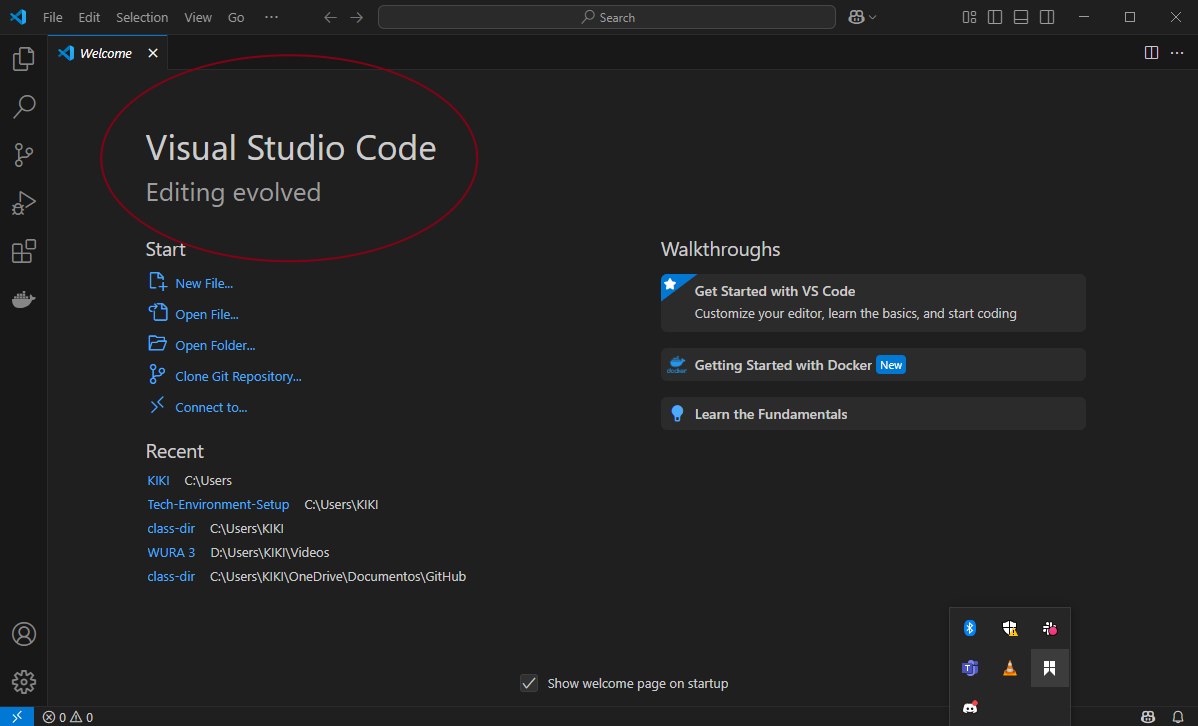 File Edit Selection View Go ··· Search
Welcome
Visual Studio Code
Editing evolved
Start
New File...
Open File...
Open Folder...
Clone Git Repository...
Connect to...
Recent
KIKI C:\Users
Tech-Environment-Setup C:\Users\KIKI
class-dir C:\Users\KIKI
WURA 3 D:\Users\KIKI\Videos
class-dir C:\Users\KIKI\OneDrive\Documentos\GitHub
Walkthroughs
Get Started with VS Code
Customize your editor, learn the basics, and start coding
docker Getting Started with Docker New
Learn the Fundamentals
Show welcome page on startup
0 0